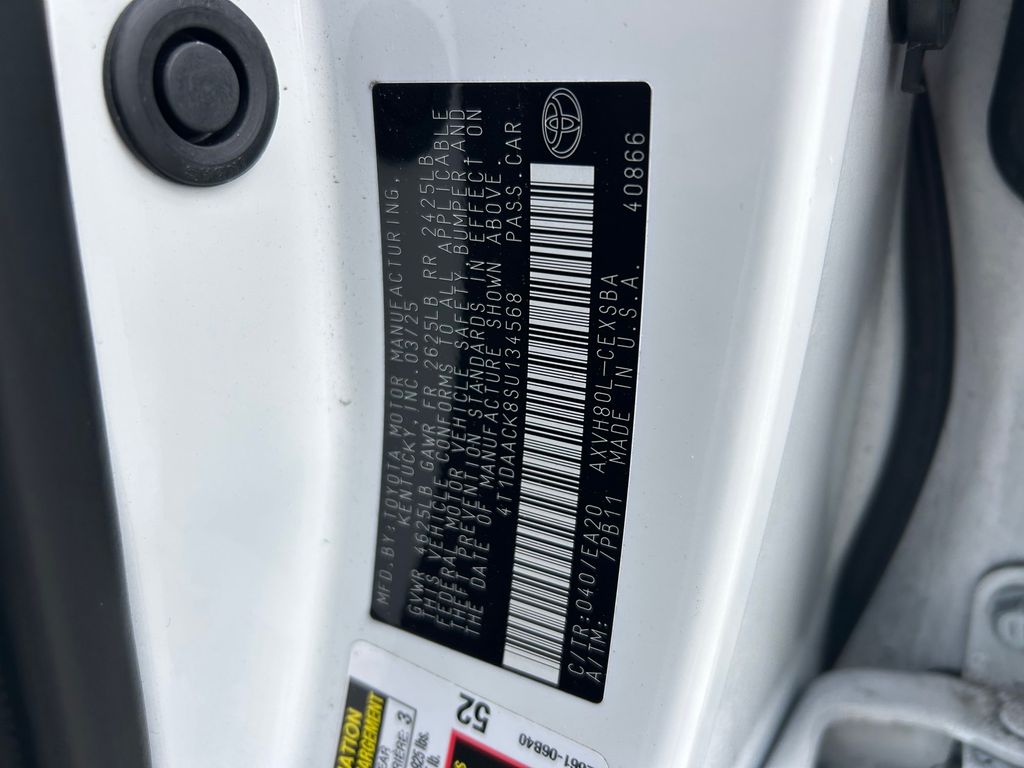 MFD.BY:TOYOTA MOTOR MANUFACTURING.
KENTUCKY,INC.03/25
GVWR 4625LB GAWR FR 2625LB RR 2425LB
THIS VEHICLE CONFORMS TO ALL APPLICABLE
FEDERAL MOTOR VEHICLE SAFETY BUMPER AND
THEFT PREVENTION STANDARDS IN EFFECT ON
THE DATE OF MANUFACTURE SHOWN ABOVE.
4T1DAACK8SU134568 PASS.CAR
C/TR:040/EA20 AXVH80L-CEXSBA 40866
A/TM: /PB11 MADE IN U.S.A.
ARRIÈRE 3
52